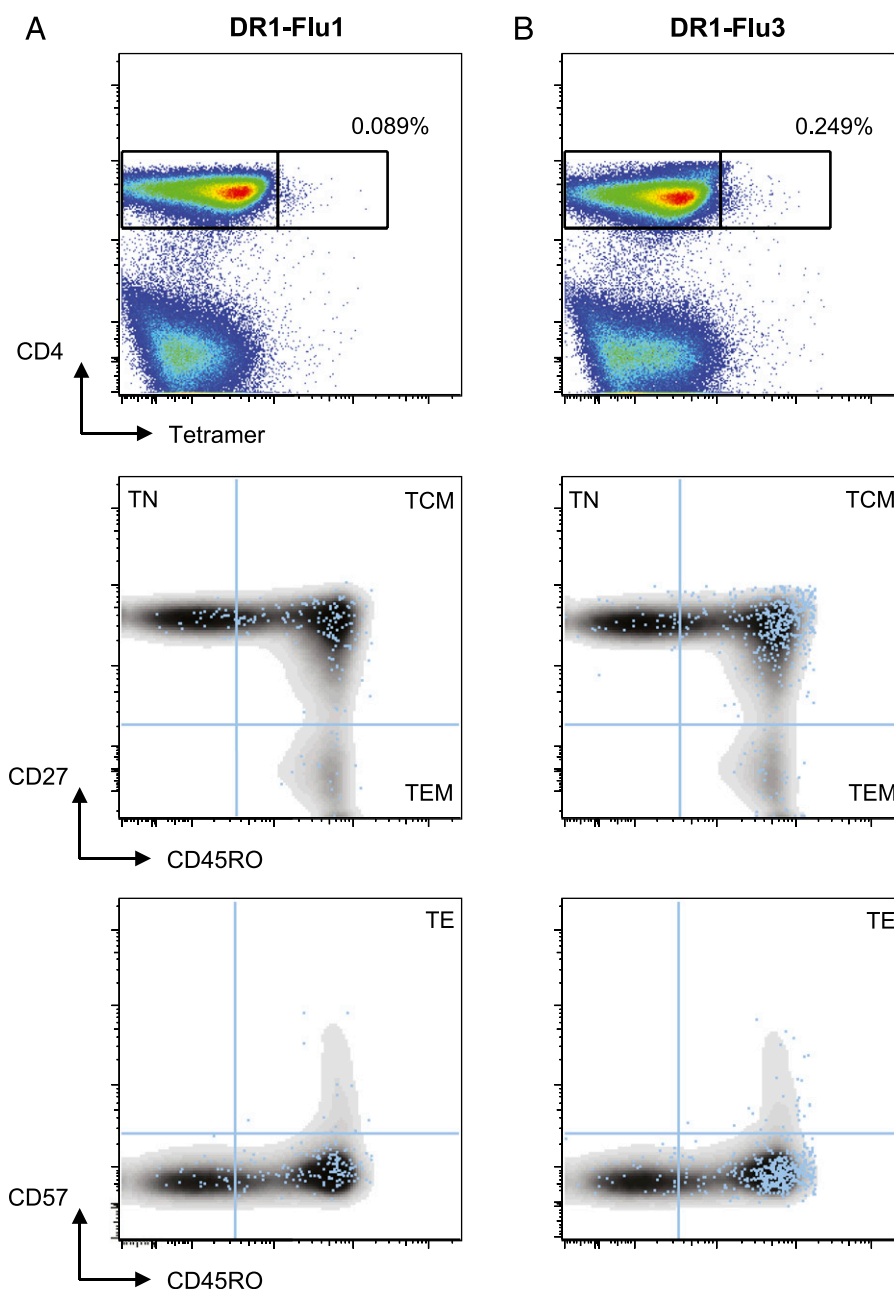 A DR1-Flu1
B DR1-Flu3
0.089%
0.249%
CD4
Tetramer
TN TCM
TN TCM
CD27
TEM
TEM
CD45RO
TE
TE
CD57
CD45RO